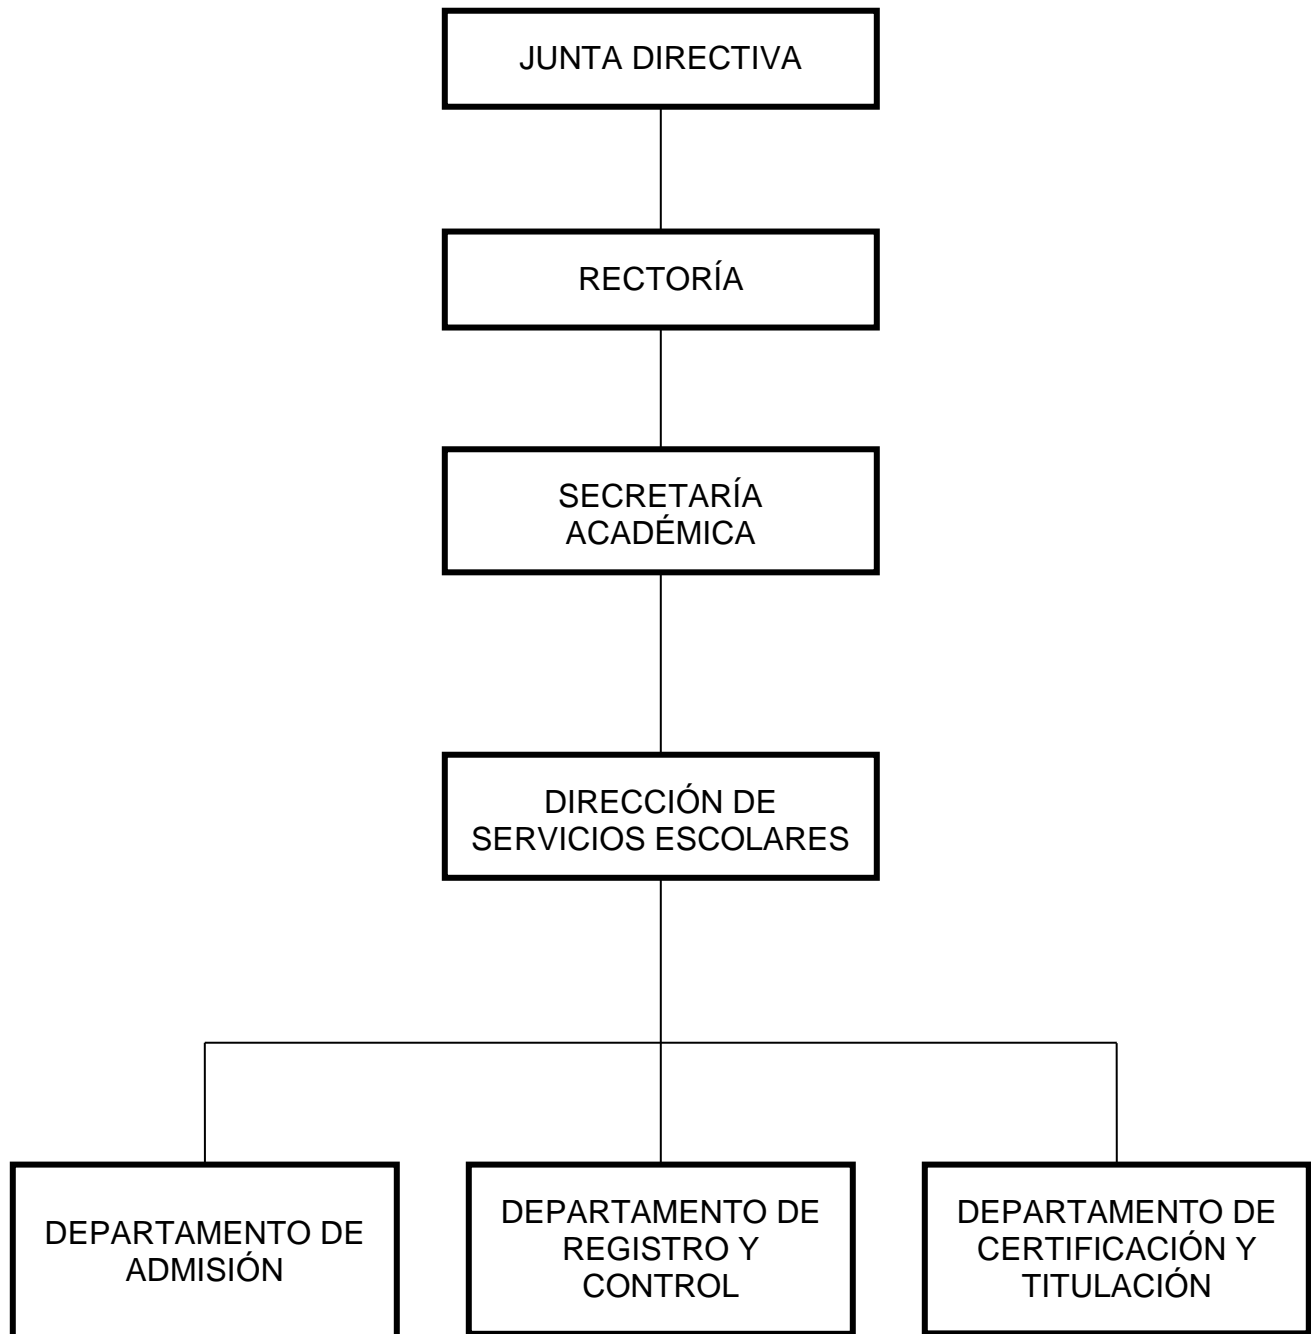 JUNTA DIRECTIVA
RECTORÍA
SECRETARÍA
ACADÉMICA
DIRECCIÓN DE
SERVICIOS ESCOLARES
DEPARTAMENTO DE
ADMISIÓN
DEPARTAMENTO DE
REGISTRO Y
CONTROL
DEPARTAMENTO DE
CERTIFICACIÓN Y
TITULACIÓN